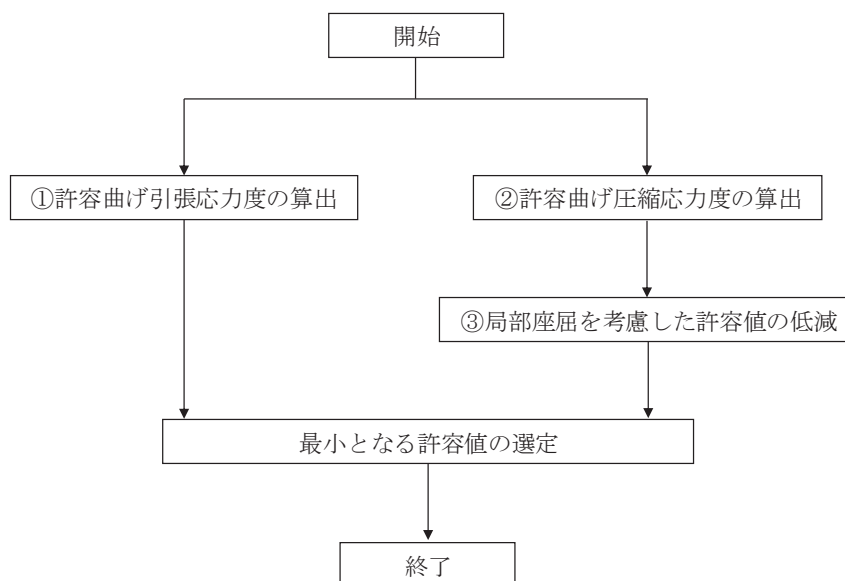 開始
①許容曲げ引張応力度の算出
②許容曲げ圧縮応力度の算出
③局部座屈を考慮した許容値の低減
最小となる許容値の選定
終了